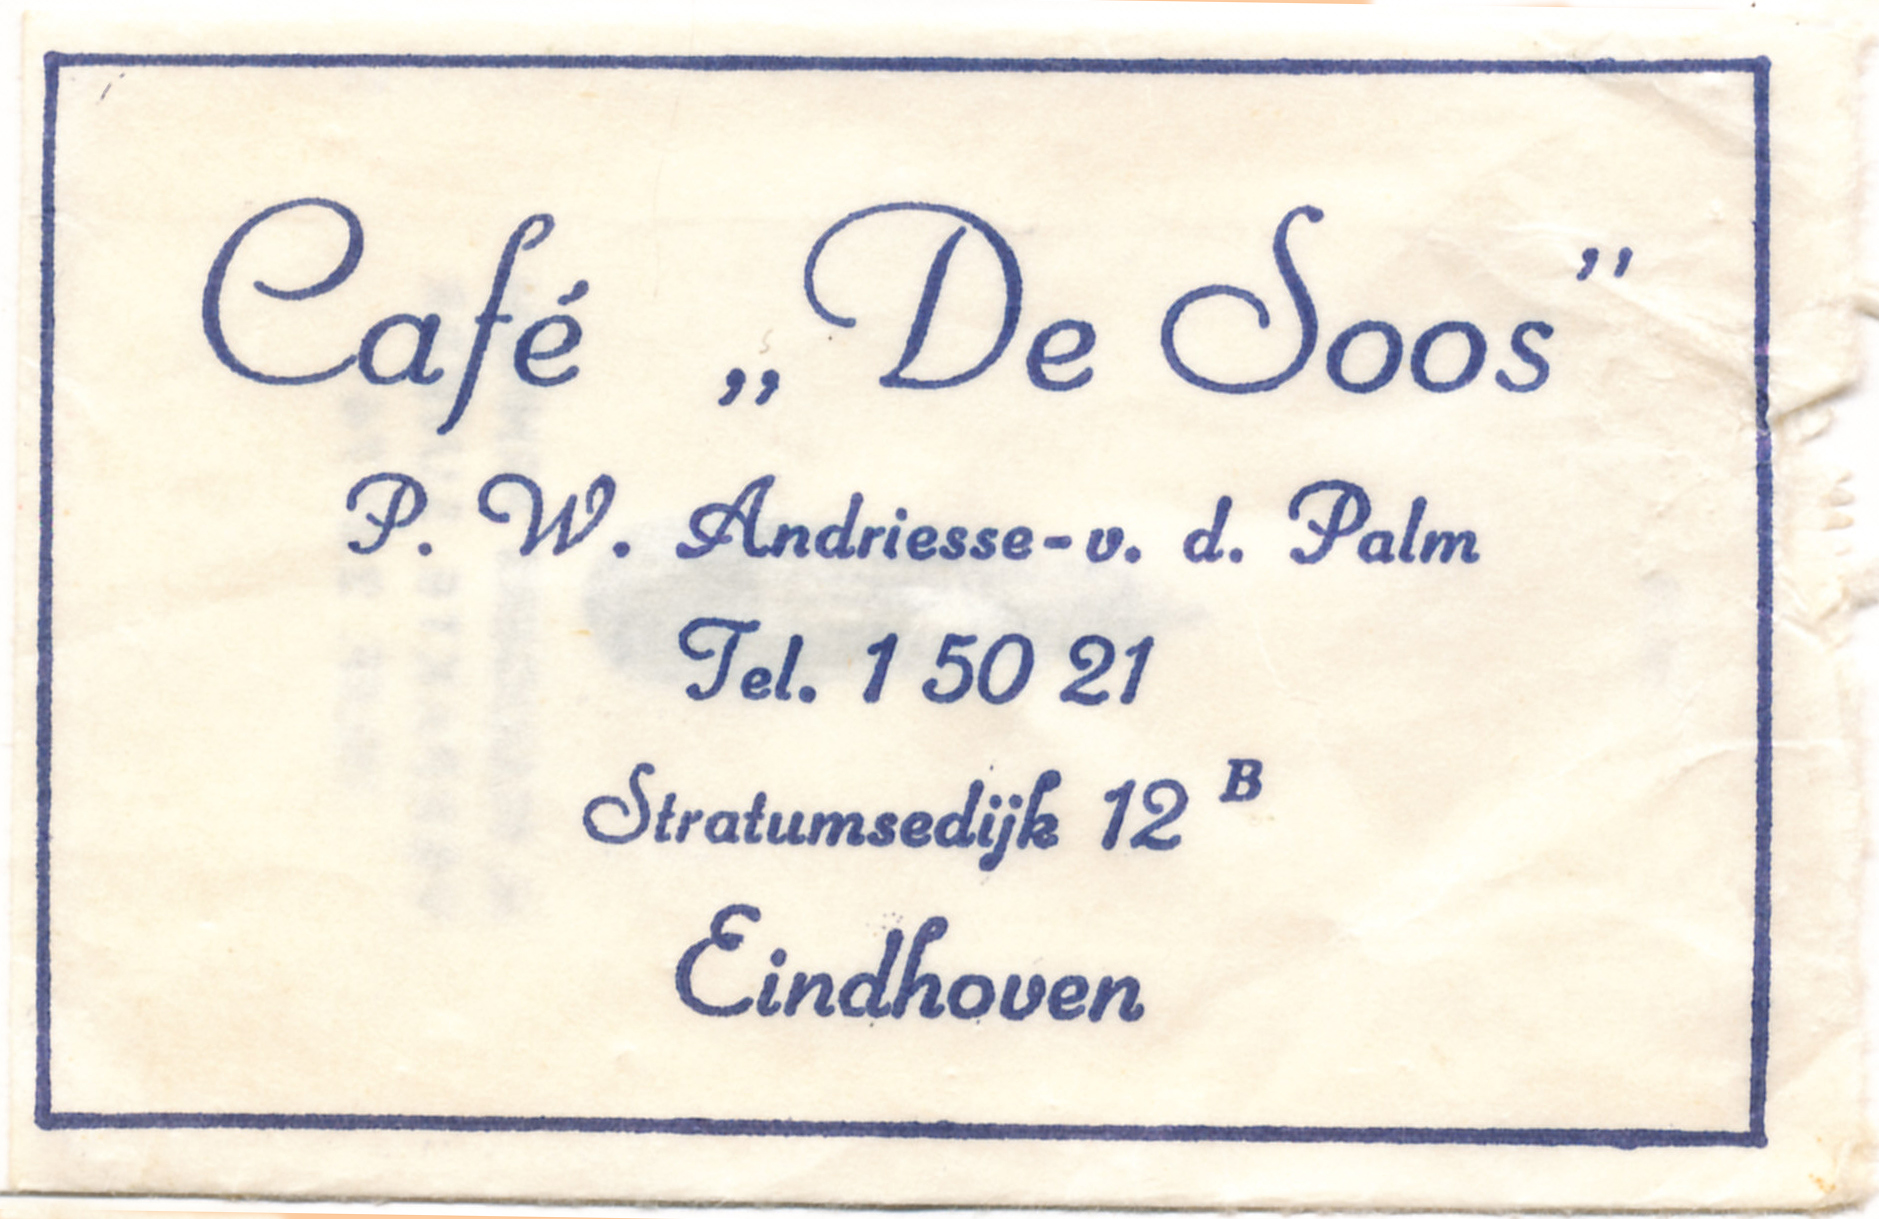 Café „De Soos”
P. W. Andriesse-v. d. Palm
Tel. 1 50 21
Stratumsedijk 12 B
Eindhoven